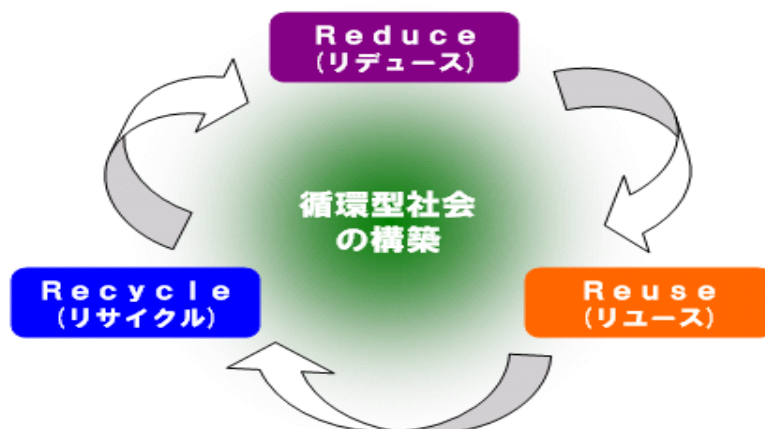 Ｒｅｄｕｃｅ
(リデュース)
循環型社会
の構築
Ｒｅｃｙｃｌｅ
(リサイクル)
Ｒｅｕｓｅ
(リユース)